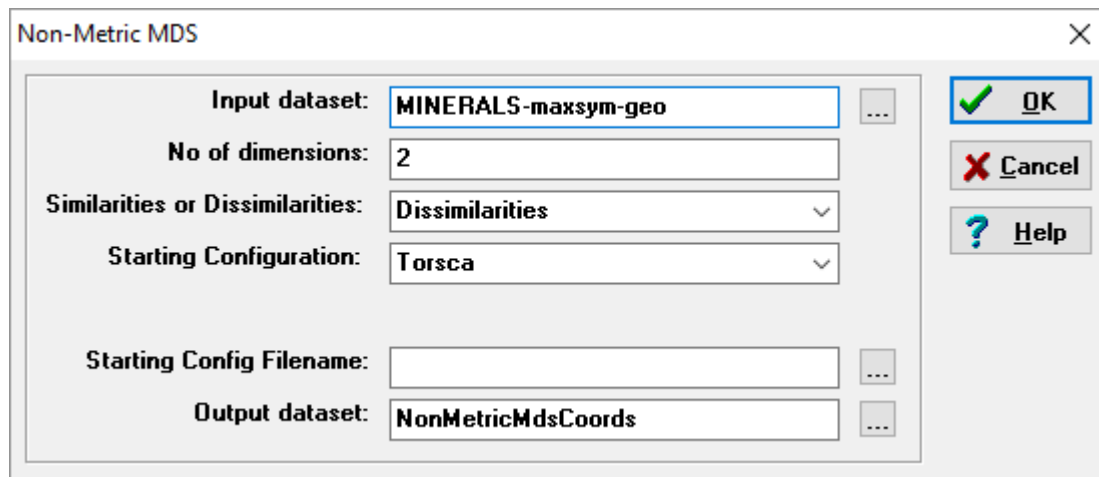 Non-Metric MDS
Input dataset: MINERALS-maxsym-geo ... OK
No of dimensions: 2
Cancel
Similarities or Dissimilarities: Dissimilarities
? Help
Starting Configuration: Torsca
Starting Config Filename: ...
Output dataset: NonMetricMdsCoords ...